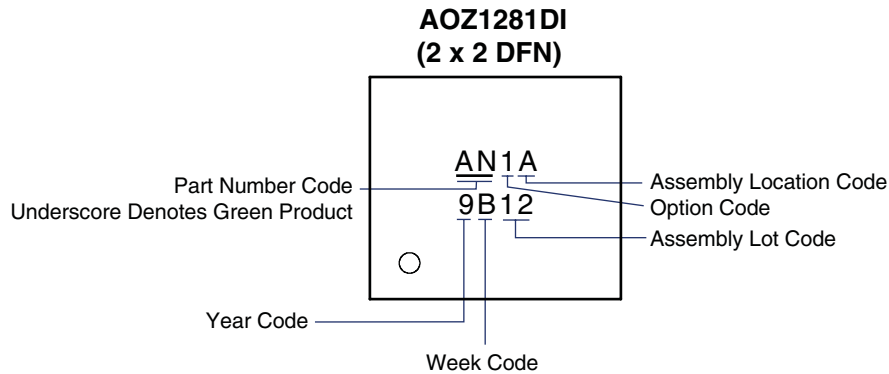 AOZ1281DI
(2 x 2 DFN)
AN1A
Part Number Code
Underscore Denotes Green Product
Assembly Location Code
Option Code
9B12
Assembly Lot Code
Year Code
Week Code